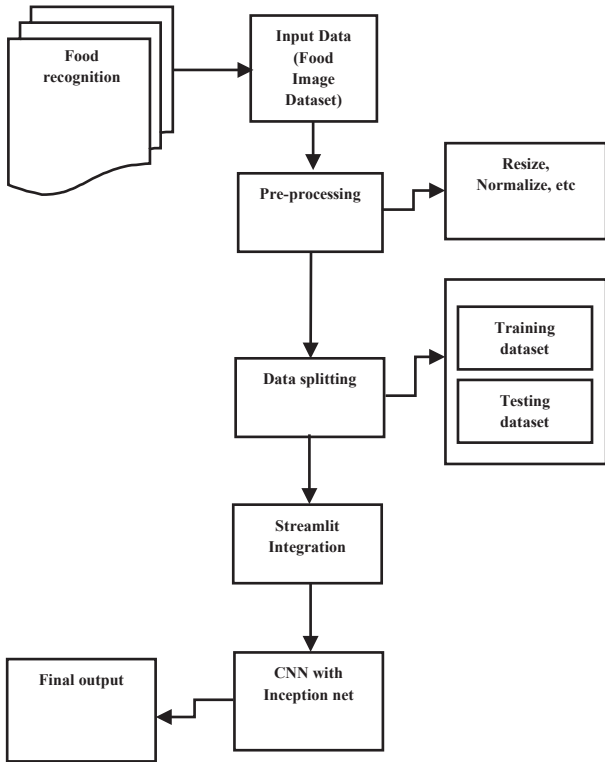 Food
recognition
Input Data
(Food
Image
Dataset)
Pre-processing
Resize,
Normalize, etc
Data splitting
Training
dataset
Testing
dataset
Streamlit
Integration
CNN with
Inception net
Final output